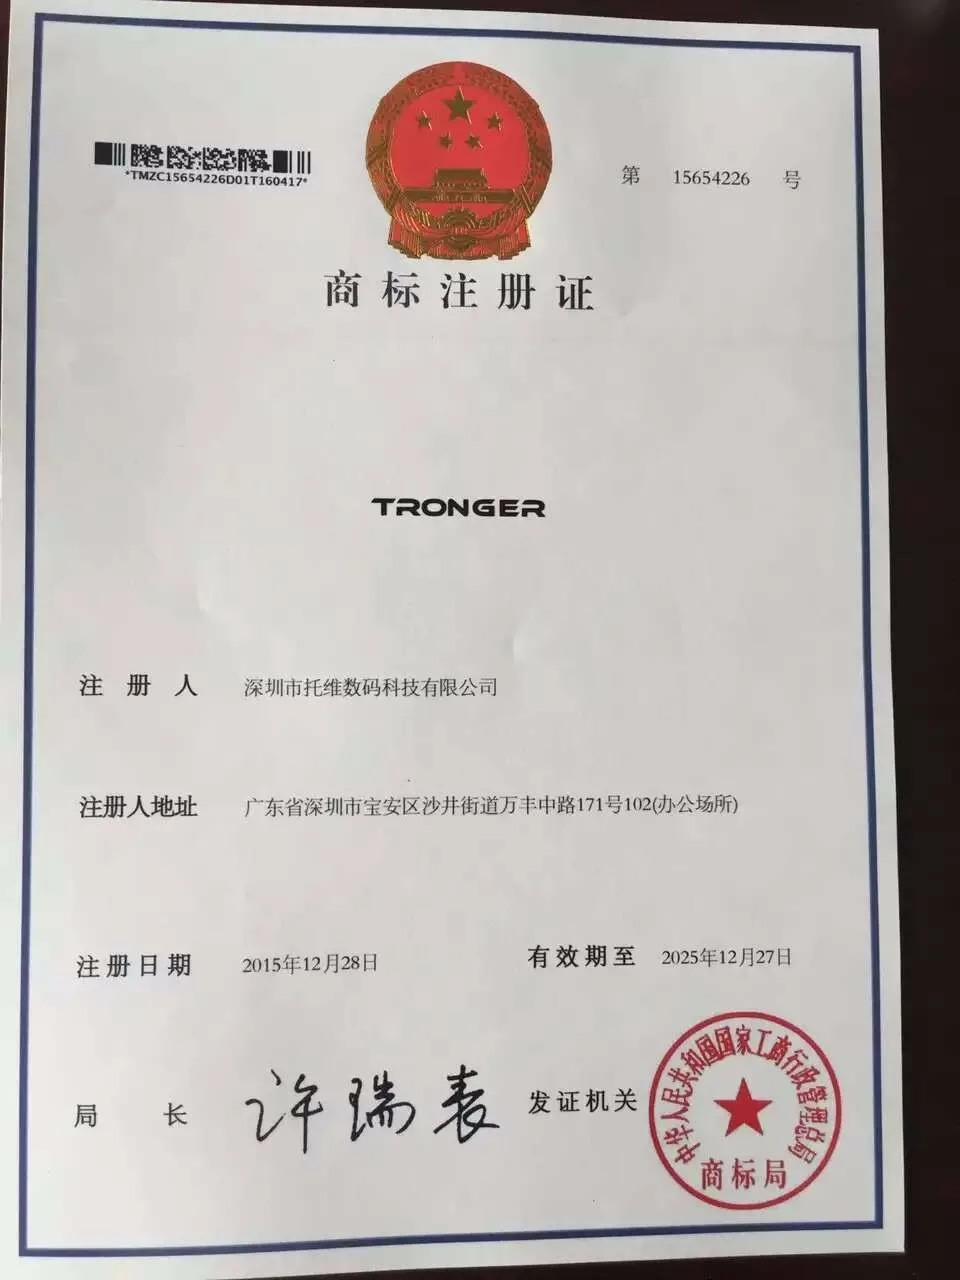 *TMZC15654226D01T160417*
第 15654226 号
商标注册证
TRONGER
注册人 深圳市托维数码科技有限公司
注册人地址 广东省深圳市宝安区沙井街道万丰中路171号102(办公场所)
注册日期 2015年12月28日 有效期至 2025年12月27日
局长 许瑞表 发证机关
中华人民共和国国家工商行政管理总局
商标局